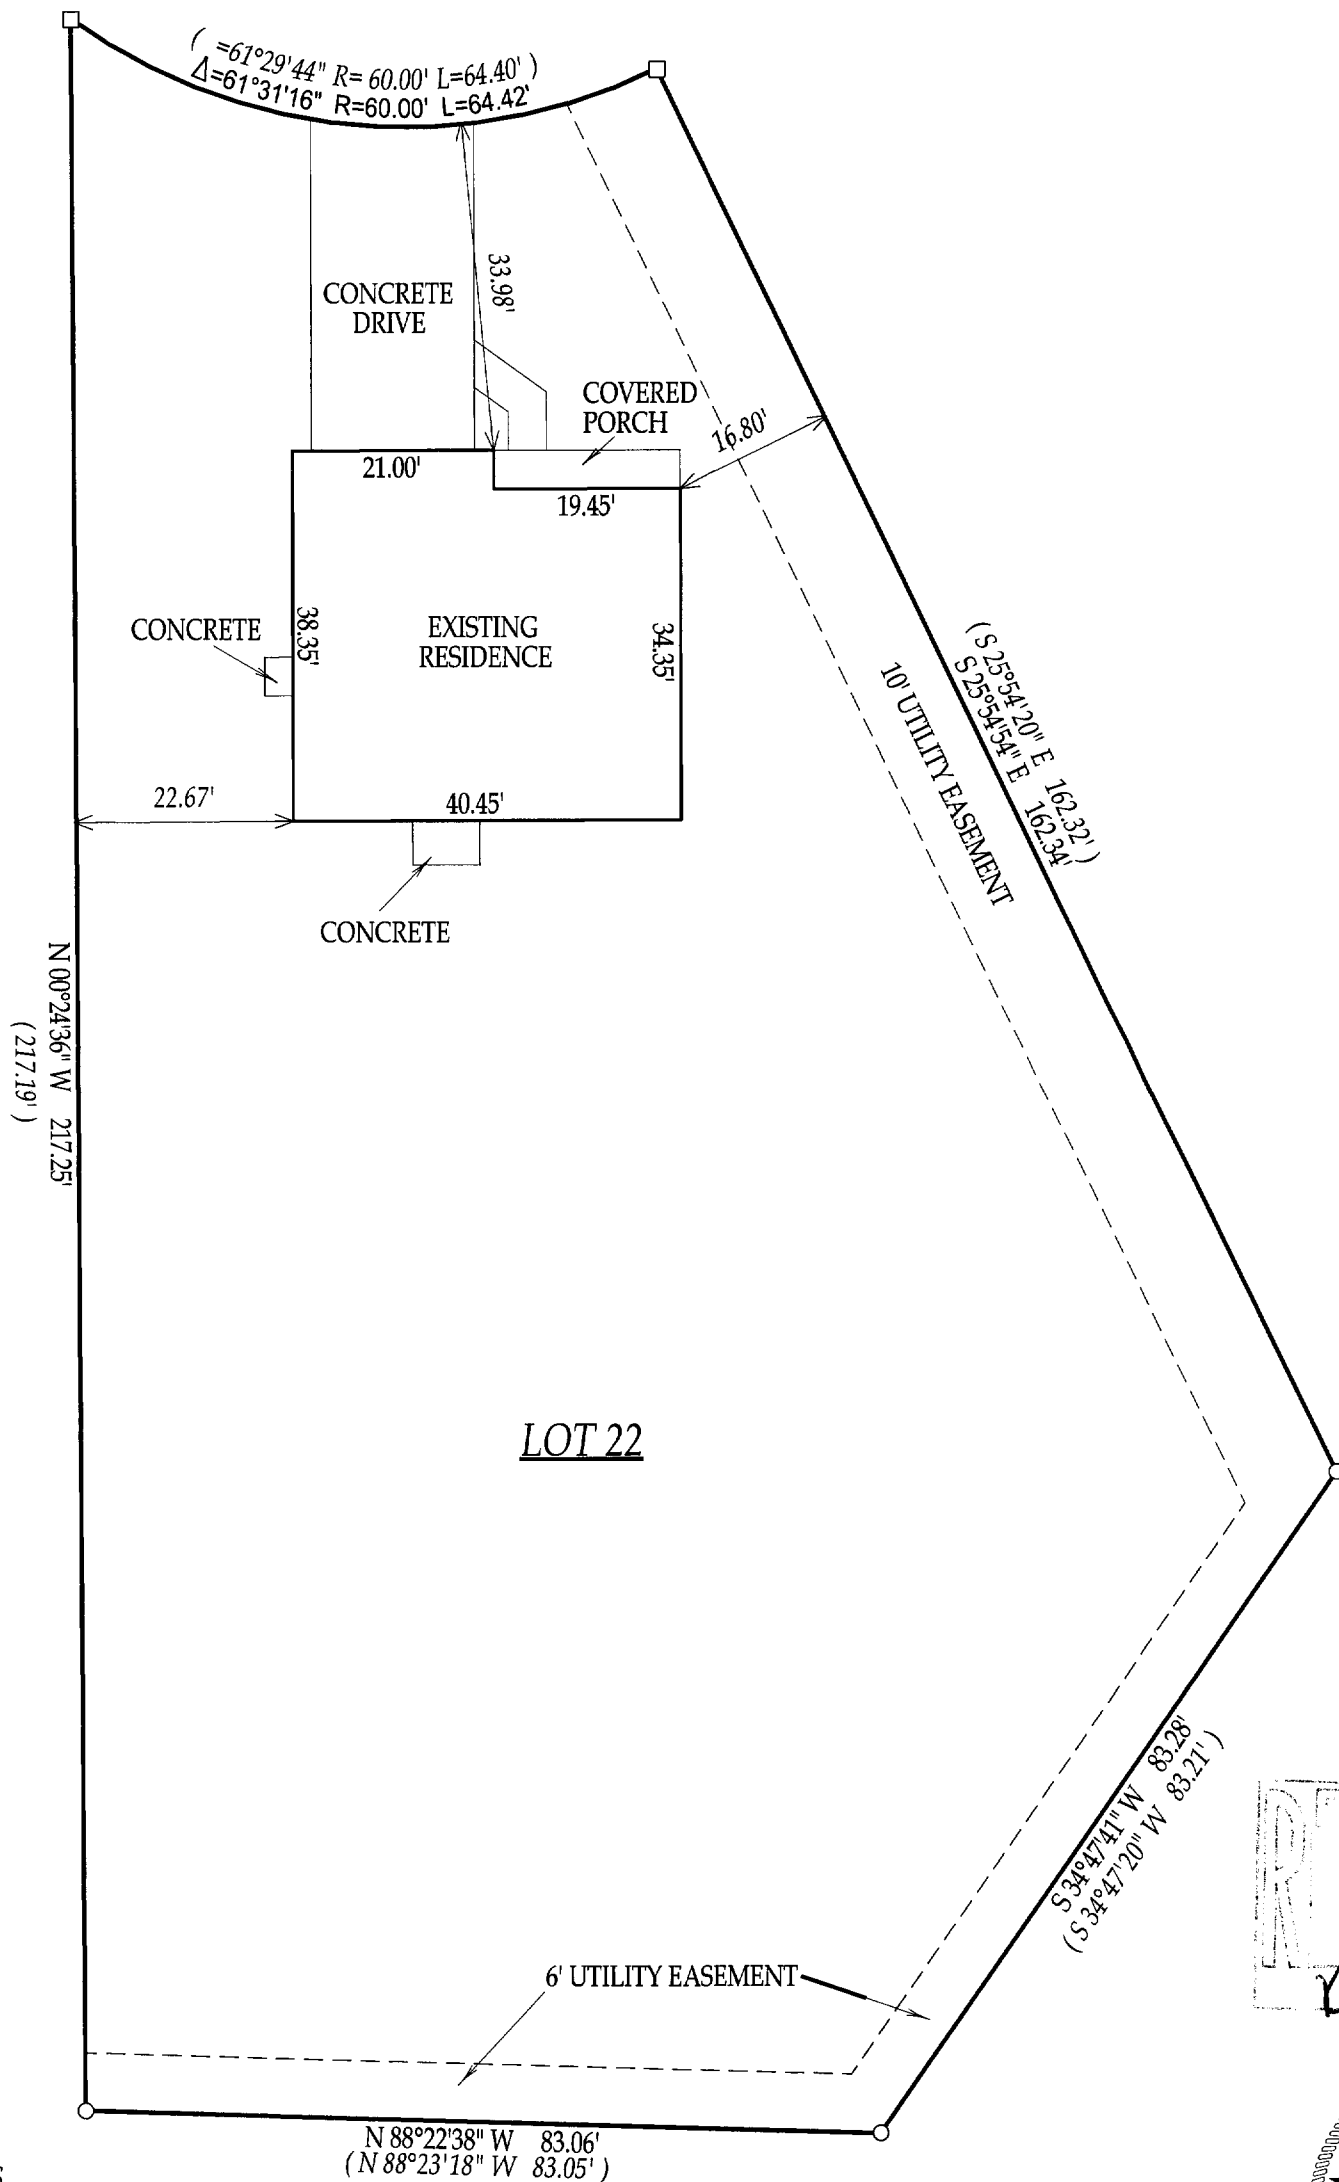 ( =61°29'44" R= 60.00' L=64.40' )
Δ=61°31'16" R=60.00' L=64.42'
33.98'
CONCRETE
DRIVE
COVERED
PORCH
16.80'
21.00'
19.45'
CONCRETE
38.35'
EXISTING
RESIDENCE
34.35'
( S 25°54'20" E 162.32' )
S 25°54'54" E 162.34'
10' UTILITY EASEMENT
22.67'
40.45'
CONCRETE
N 00°24'36" W 217.25'
( 217.19' )
LOT 22
S 34°47'41" W 83.28'
( S 34°47'20" W 83.21' )
6' UTILITY EASEMENT
N 88°22'38" W 83.06'
( N 88°23'18" W 83.05' )